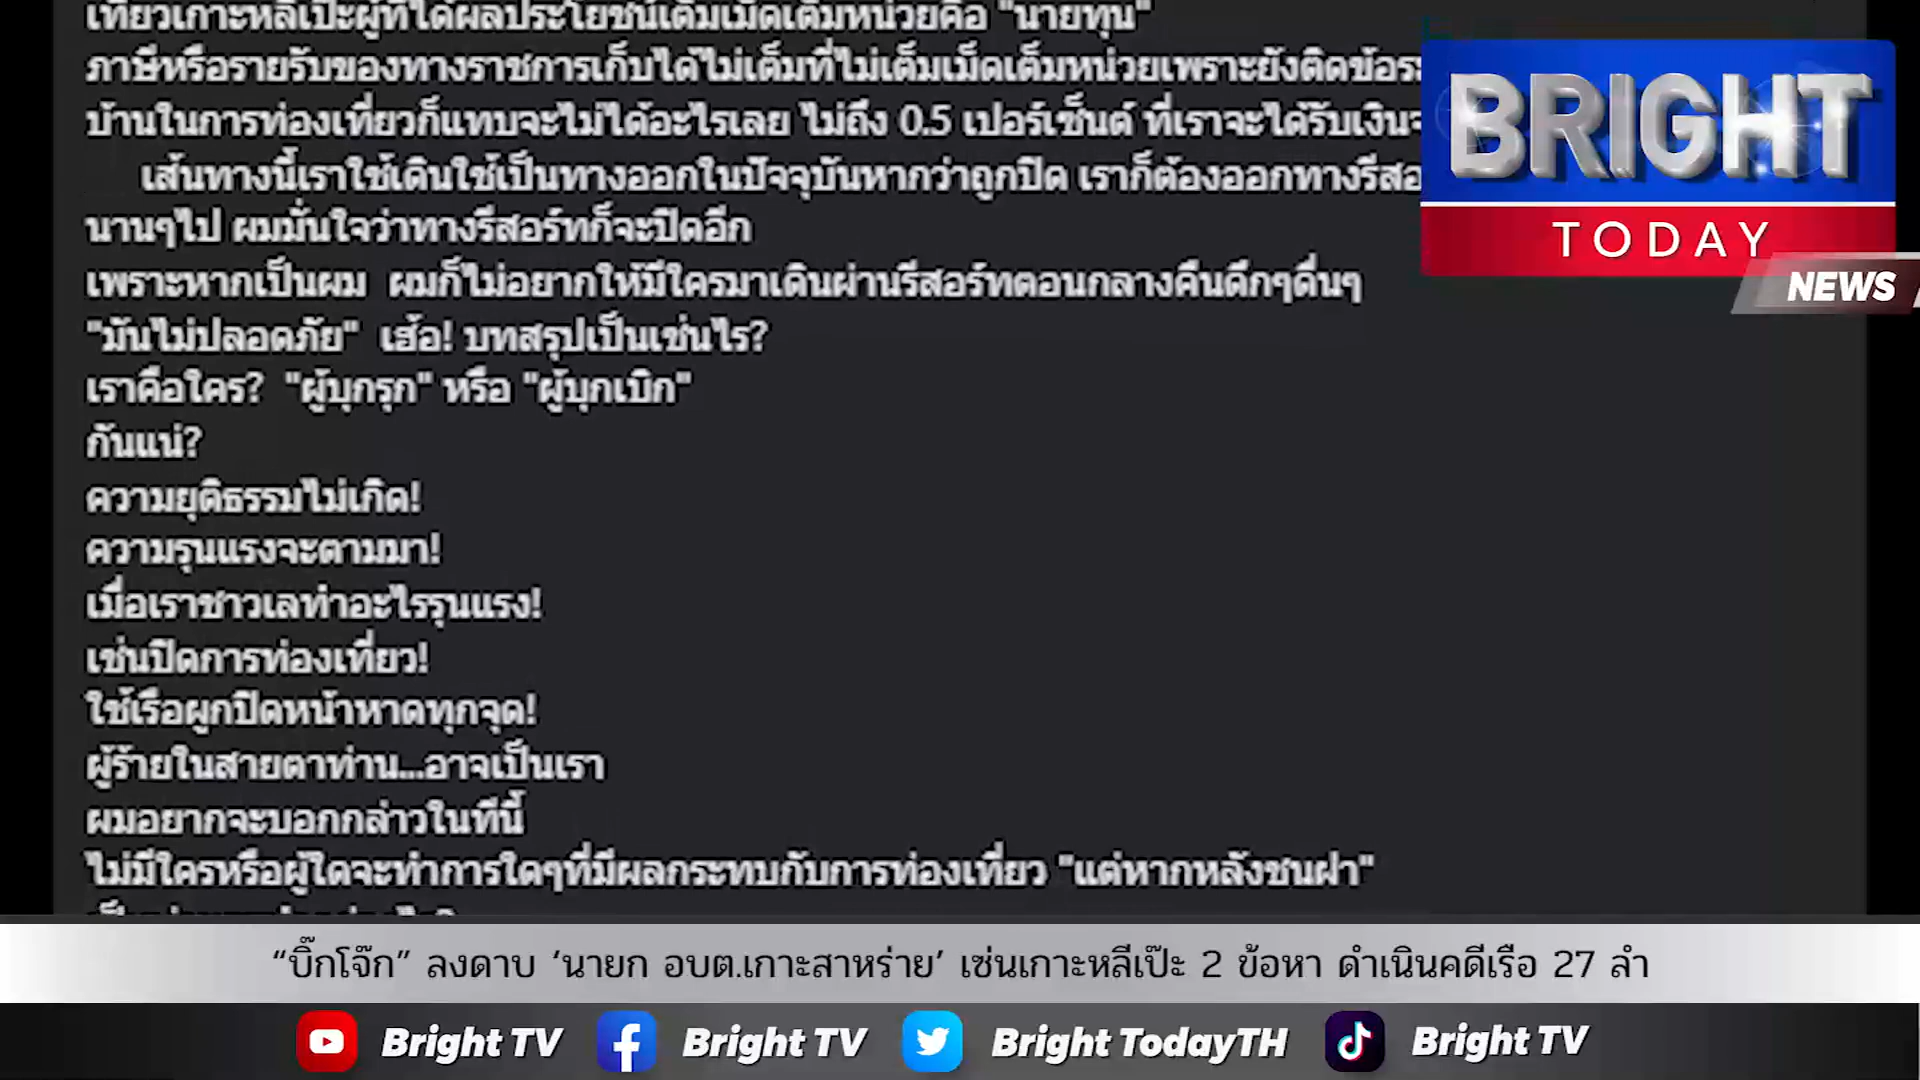 เที่ยวเกาะหลีเป๊ะผู้ที่ได้ผลประโยชน์เต็มเม็ดเต็มหน่วยคือ "นายทุน"
ภาษีหรือรายรับของทางราชการเก็บได้ไม่เต็มที่ไม่เต็มเม็ดเต็มหน่วยเพราะยังติดข้อ
บ้านในการท่องเที่ยวก็แทบจะไม่ได้อะไรเลย ไม่ถึง 0.5 เปอร์เซ็นต์ ที่เราจะได้รับเงิน
เส้นทางนี้เราใช้เดินใช้เป็นทางออกในปัจจุบันหากว่าถูกปิด เราก็ต้องออกทางรีสอ
นานๆไป ผมมั่นใจว่าทางรีสอร์ทก็จะปิดอีก
เพราะหากเป็นผม ผมก็ไม่อยากให้มีใครมาเดินผ่านรีสอร์ทตอนกลางคืนดึกๆดื่นๆ
"มันไม่ปลอดภัย" เฮ้อ! บทสรุปเป็นเช่นไร?
เราคือใคร? "ผู้บุกรุก" หรือ "ผู้บุกเบิก"
กันแน่?
ความยุติธรรมไม่เกิด!
ความรุนแรงจะตามมา!
เมื่อเราชาวเลทำอะไรรุนแรง!
เช่นปิดการท่องเที่ยว!
ใช้เรือผูกปิดหน้าหาดทุกจุด!
ผู้ร้ายในสายตาท่าน...อาจเป็นเรา
ผมอยากจะบอกกล่าวในทีนี้
ไม่มีใครหรือผู้ใดจะทำการใดๆที่มีผลกระทบกับการท่องเที่ยว "แต่หากหลังชนฝา"
BRIGHT
TODAY
NEWS
“บิ๊กโจ๊ก” ลงดาบ ‘นายก อบต.เกาะสาหร่าย’ เซ่นเกาะหลีเป๊ะ 2 ข้อหา ดำเนินคดีเรือ 27 ลำ
Bright TV Bright TV Bright TodayTH Bright TV